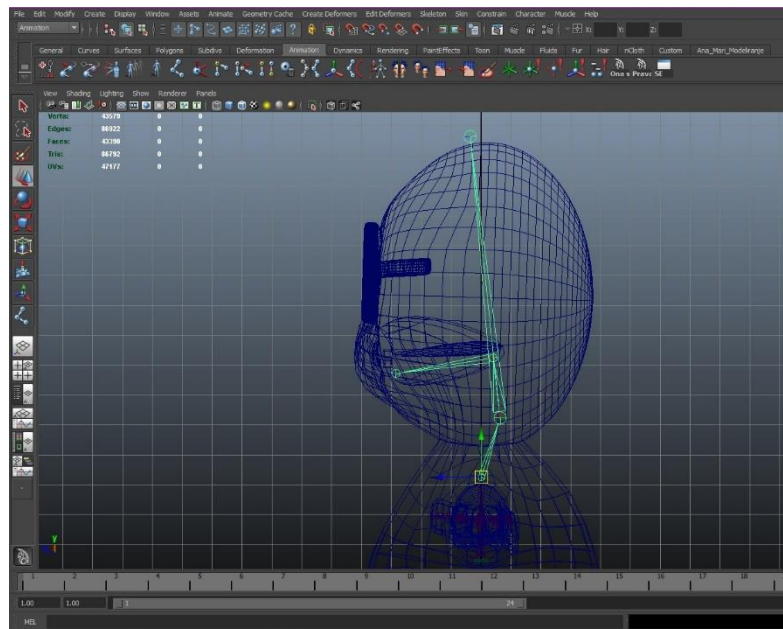 File Edit Modify Create Display Window Assets Animate Geometry Cache Create Deformers Edit Deformers Skeleton Skin Constrain Character Muscle Help
Animation X: Y: Z:
General Curves Surfaces Polygons Subdivs Deformation Animation Dynamics Rendering PaintEffects Toon Muscle Fluids Fur Hair nCloth Custom Ana_Mari_Modeliranje
Ona s Pravo SE
View Shading Lighting Show Renderer Panels
Verts: 43579 0 0
Edges: 86922 0 0
Faces: 43390 0 0
Tris: 86792 0 0
UVs: 47177 0 0
y
1 2 3 4 5 6 7 8 9 10 11 12 13 14 15 16 17 18
1.00 1.00 1 24
MEL